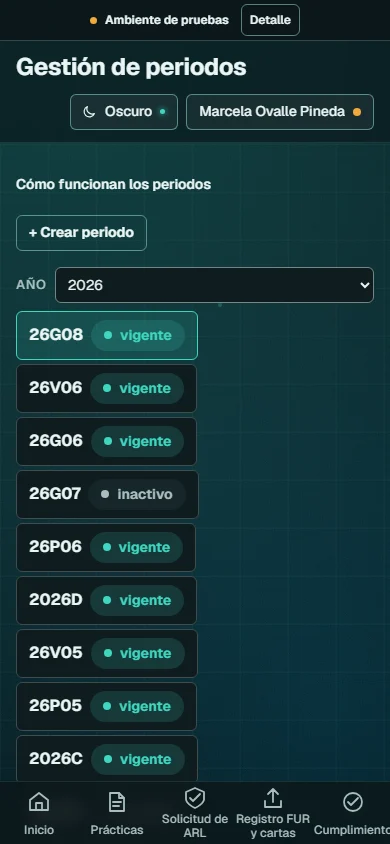 Ambiente de pruebas Detalle
Gestión de periodos
Oscuro Marcela Ovalle Pineda
Cómo funcionan los periodos
+ Crear periodo
AÑO 2026
26G08 vigente
26V06 vigente
26G06 vigente
26G07 inactivo
26P06 vigente
2026D vigente
26V05 vigente
26P05 vigente
2026C vigente
Inicio
Prácticas
Solicitud de
ARL
Registro FUR
y cartas
Cumplimiento